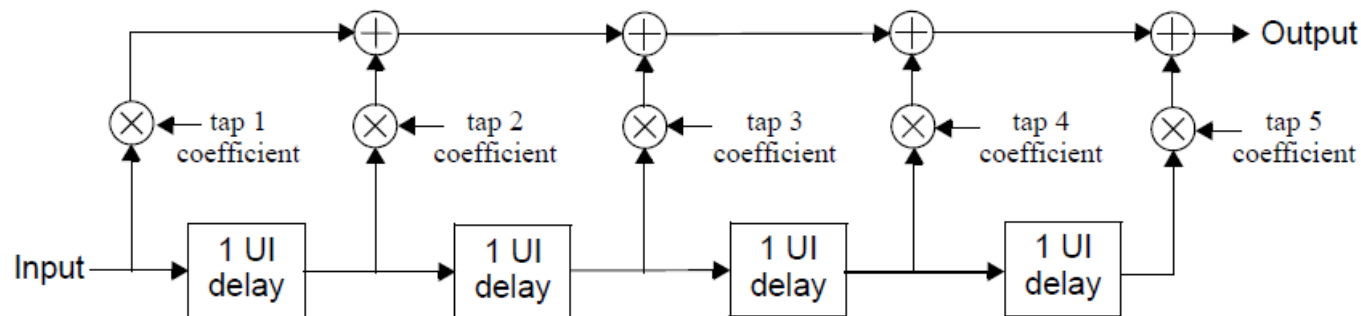 Output
tap 1
coefficient
tap 2
coefficient
tap 3
coefficient
tap 4
coefficient
tap 5
coefficient
Input
1 UI
delay
1 UI
delay
1 UI
delay
1 UI
delay